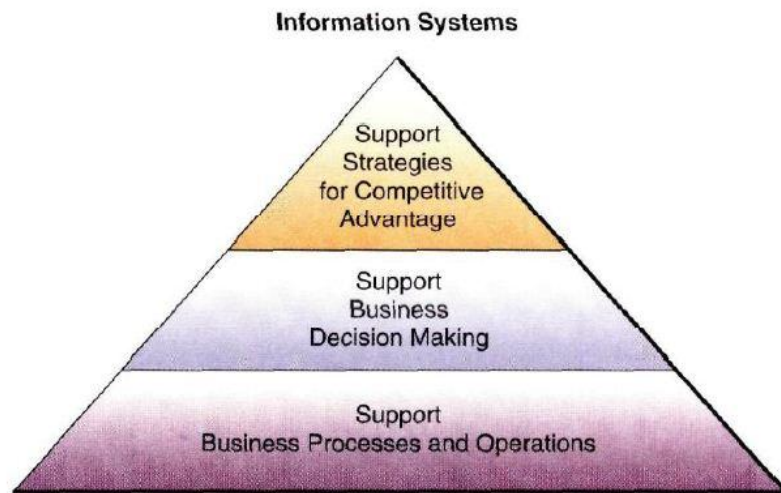 Information Systems
Support
Strategies
for Competitive
Advantage
Support
Business
Decision Making
Support
Business Processes and Operations